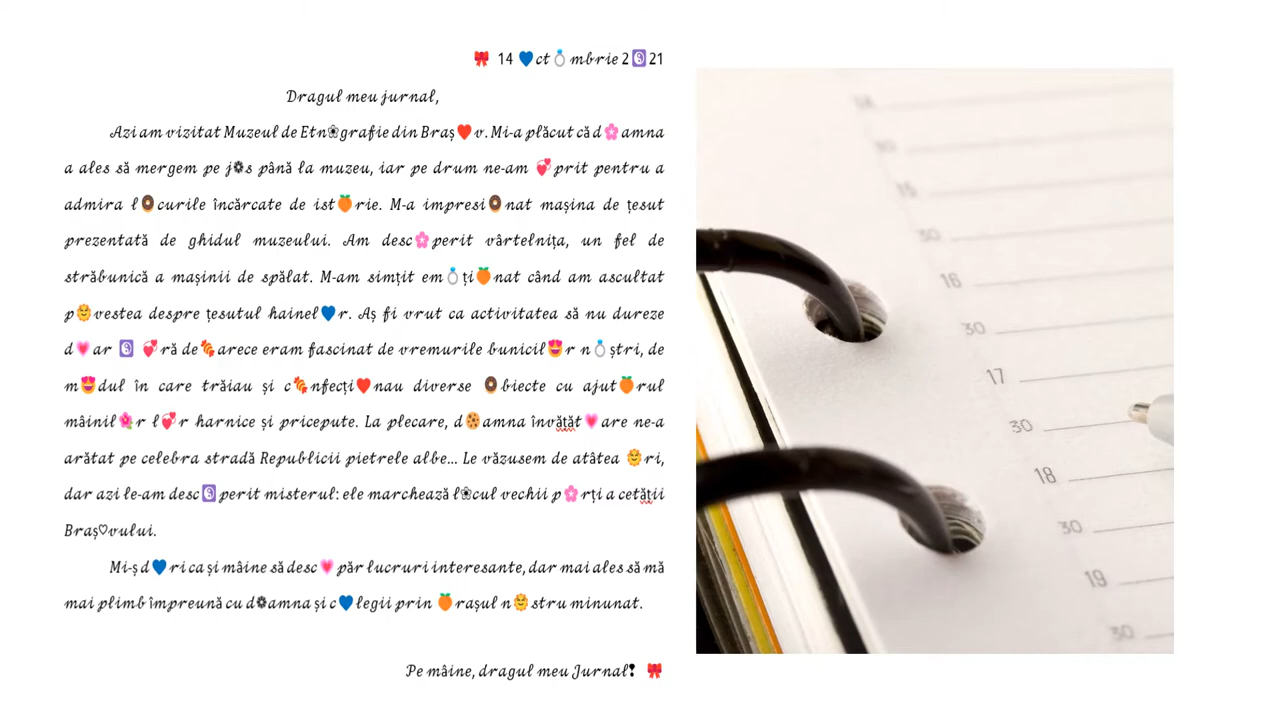 🎀 14 💙ct💍mbrie 2☯️21
Dragul meu jurnal,
Azi am vizitat Muzeul de Etn❀grafie din Braș❤️v. Mi-a plăcut că d🌸amna
a ales să mergem pe j❁s până la muzeu, iar pe drum ne-am 💞prit pentru a
admira l🍩curile încărcate de ist🍊rie. M-a impresi🍩nat mașina de țesut
prezentată de ghidul muzeului. Am desc🌸perit vârtelnița, un fel de
străbunică a mașinii de spălat. M-am simțit em💍ți🍊nat când am ascultat
p🌞vestea despre țesutul hainel💙r. Aș fi vrut ca activitatea să nu dureze
d💗ar ☯️ 💞ră de🍢arece eram fascinat de vremurile bunicil😍r n💍ștri, de
m😍dul în care trăiau și c🍢nfecți❤️nau diverse 🍩biecte cu ajut🍊rul
mâinil🌺r l💞r harnice și pricepute. La plecare, d🍪amna învățăt💗are ne-a
arătat pe celebra stradă Republicii pietrele albe... Le văzusem de atâtea 🌞ri,
dar azi le-am desc☯️perit misterul: ele marchează l❀cul vechii p🌸rți a cetății
Braș♡vului.
Mi-ș d💙ri ca și mâine să desc💗păr lucruri interesante, dar mai ales să mă
mai plimb împreună cu d❁amna și c💙legii prin 🍊rașul n🌞stru minunat.
Pe mâine, dragul meu Jurnal❢ 🎀
15
30
16
30
17
30
18
30
19
30